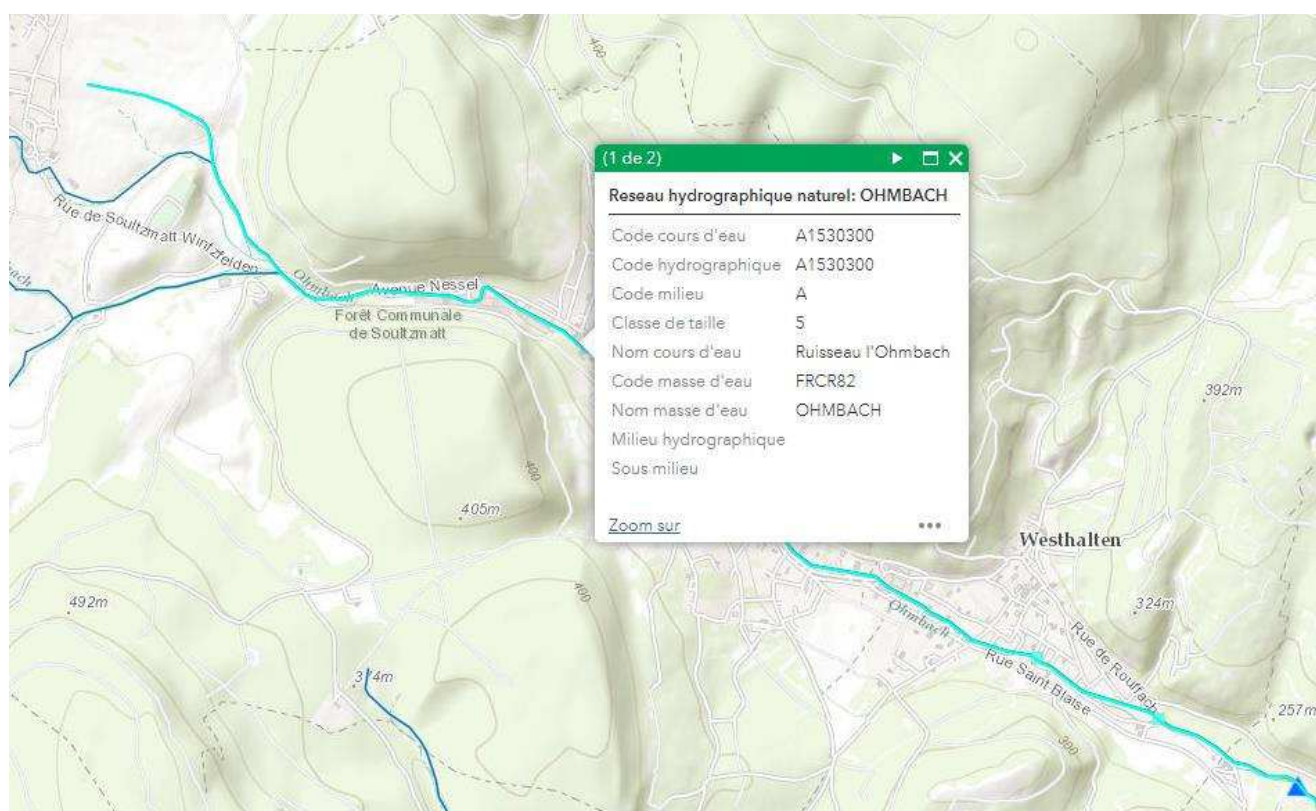 400
(1 de 2)
Reseau hydrographique naturel: OHMBACH
Code cours d'eau A1530300
Code hydrographique A1530300
Code milieu A
Classe de taille 5
Nom cours d'eau Ruisseau l'Ohmbach
Code masse d'eau FRCR82
Nom masse d'eau OHMBACH
Milieu hydrographique
Sous milieu
Zoom sur
Rue de Soultzmatt Wintzfelden
Ohmbach
Avenue Nessel
Forêt Communale
de Soultzmatt
392m
400
405m
Westhalten
492m
400
324m
Ohmbach
Rue de Rouffach
Rue Saint Blaise
374m
257m
300